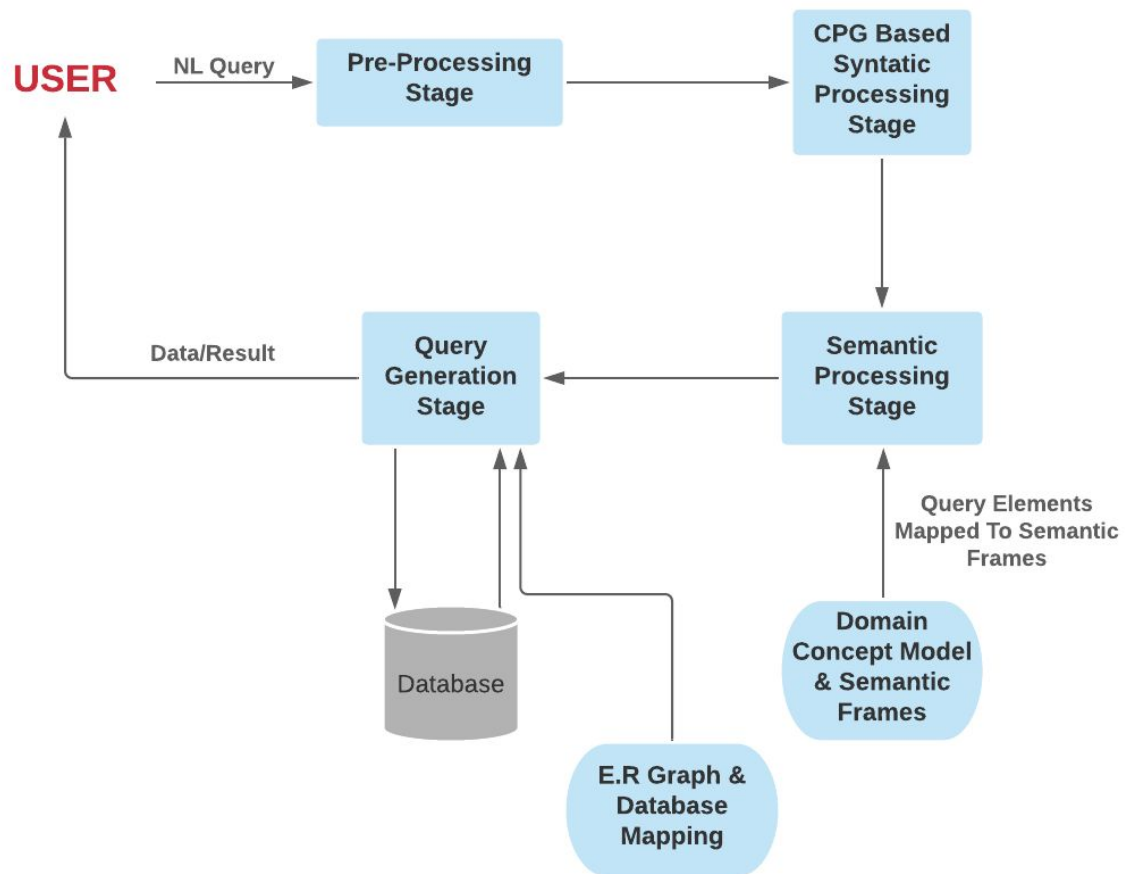 USER
NL Query
Pre-Processing
Stage
CPG Based
Syntatic
Processing
Stage
Data/Result
Query
Generation
Stage
Semantic
Processing
Stage
Query Elements
Mapped To Semantic
Frames
Database
Domain
Concept Model
& Semantic
Frames
E.R Graph &
Database
Mapping